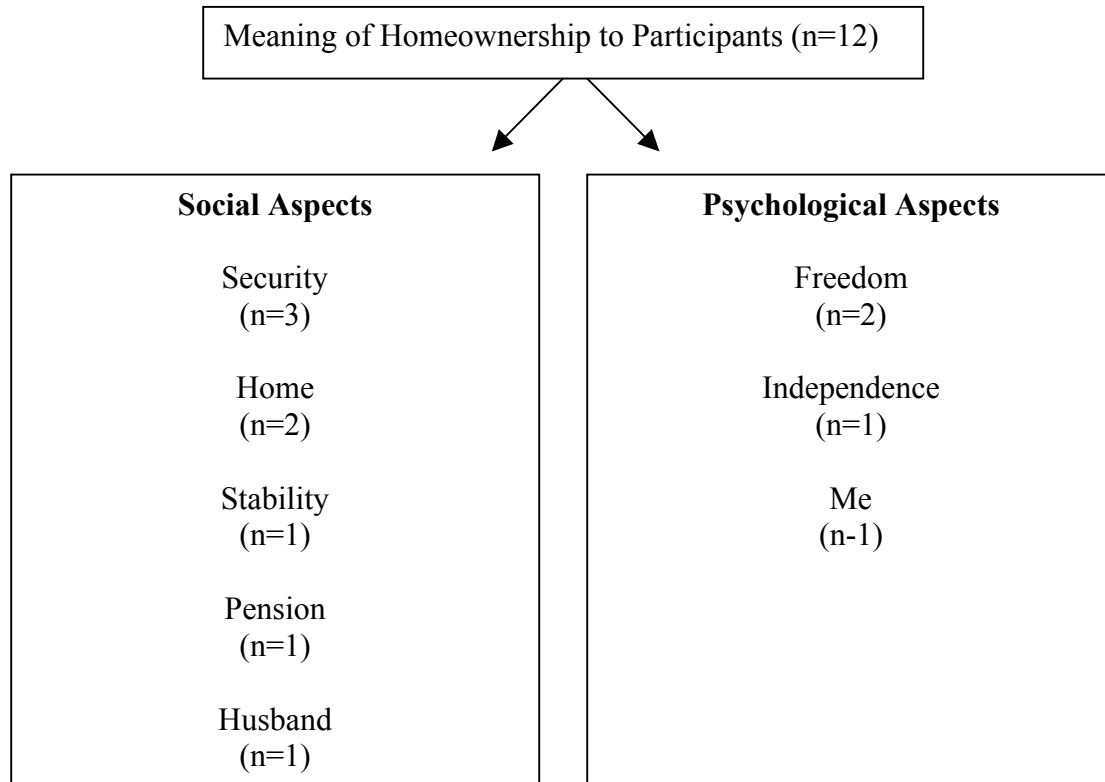 Meaning of Homeownership to Participants (n=12)
Social Aspects
Security
(n=3)
Home
(n=2)
Stability
(n=1)
Pension
(n=1)
Husband
(n=1)
Psychological Aspects
Freedom
(n=2)
Independence
(n=1)
Me
(n-1)